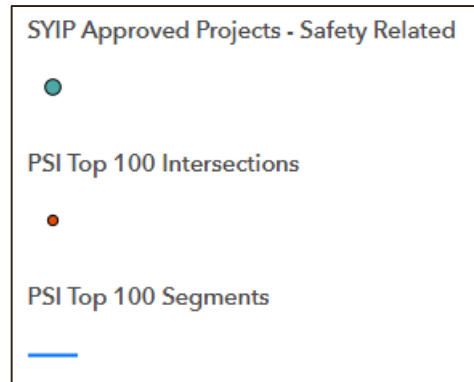 SYIP Approved Projects - Safety Related
PSI Top 100 Intersections
PSI Top 100 Segments